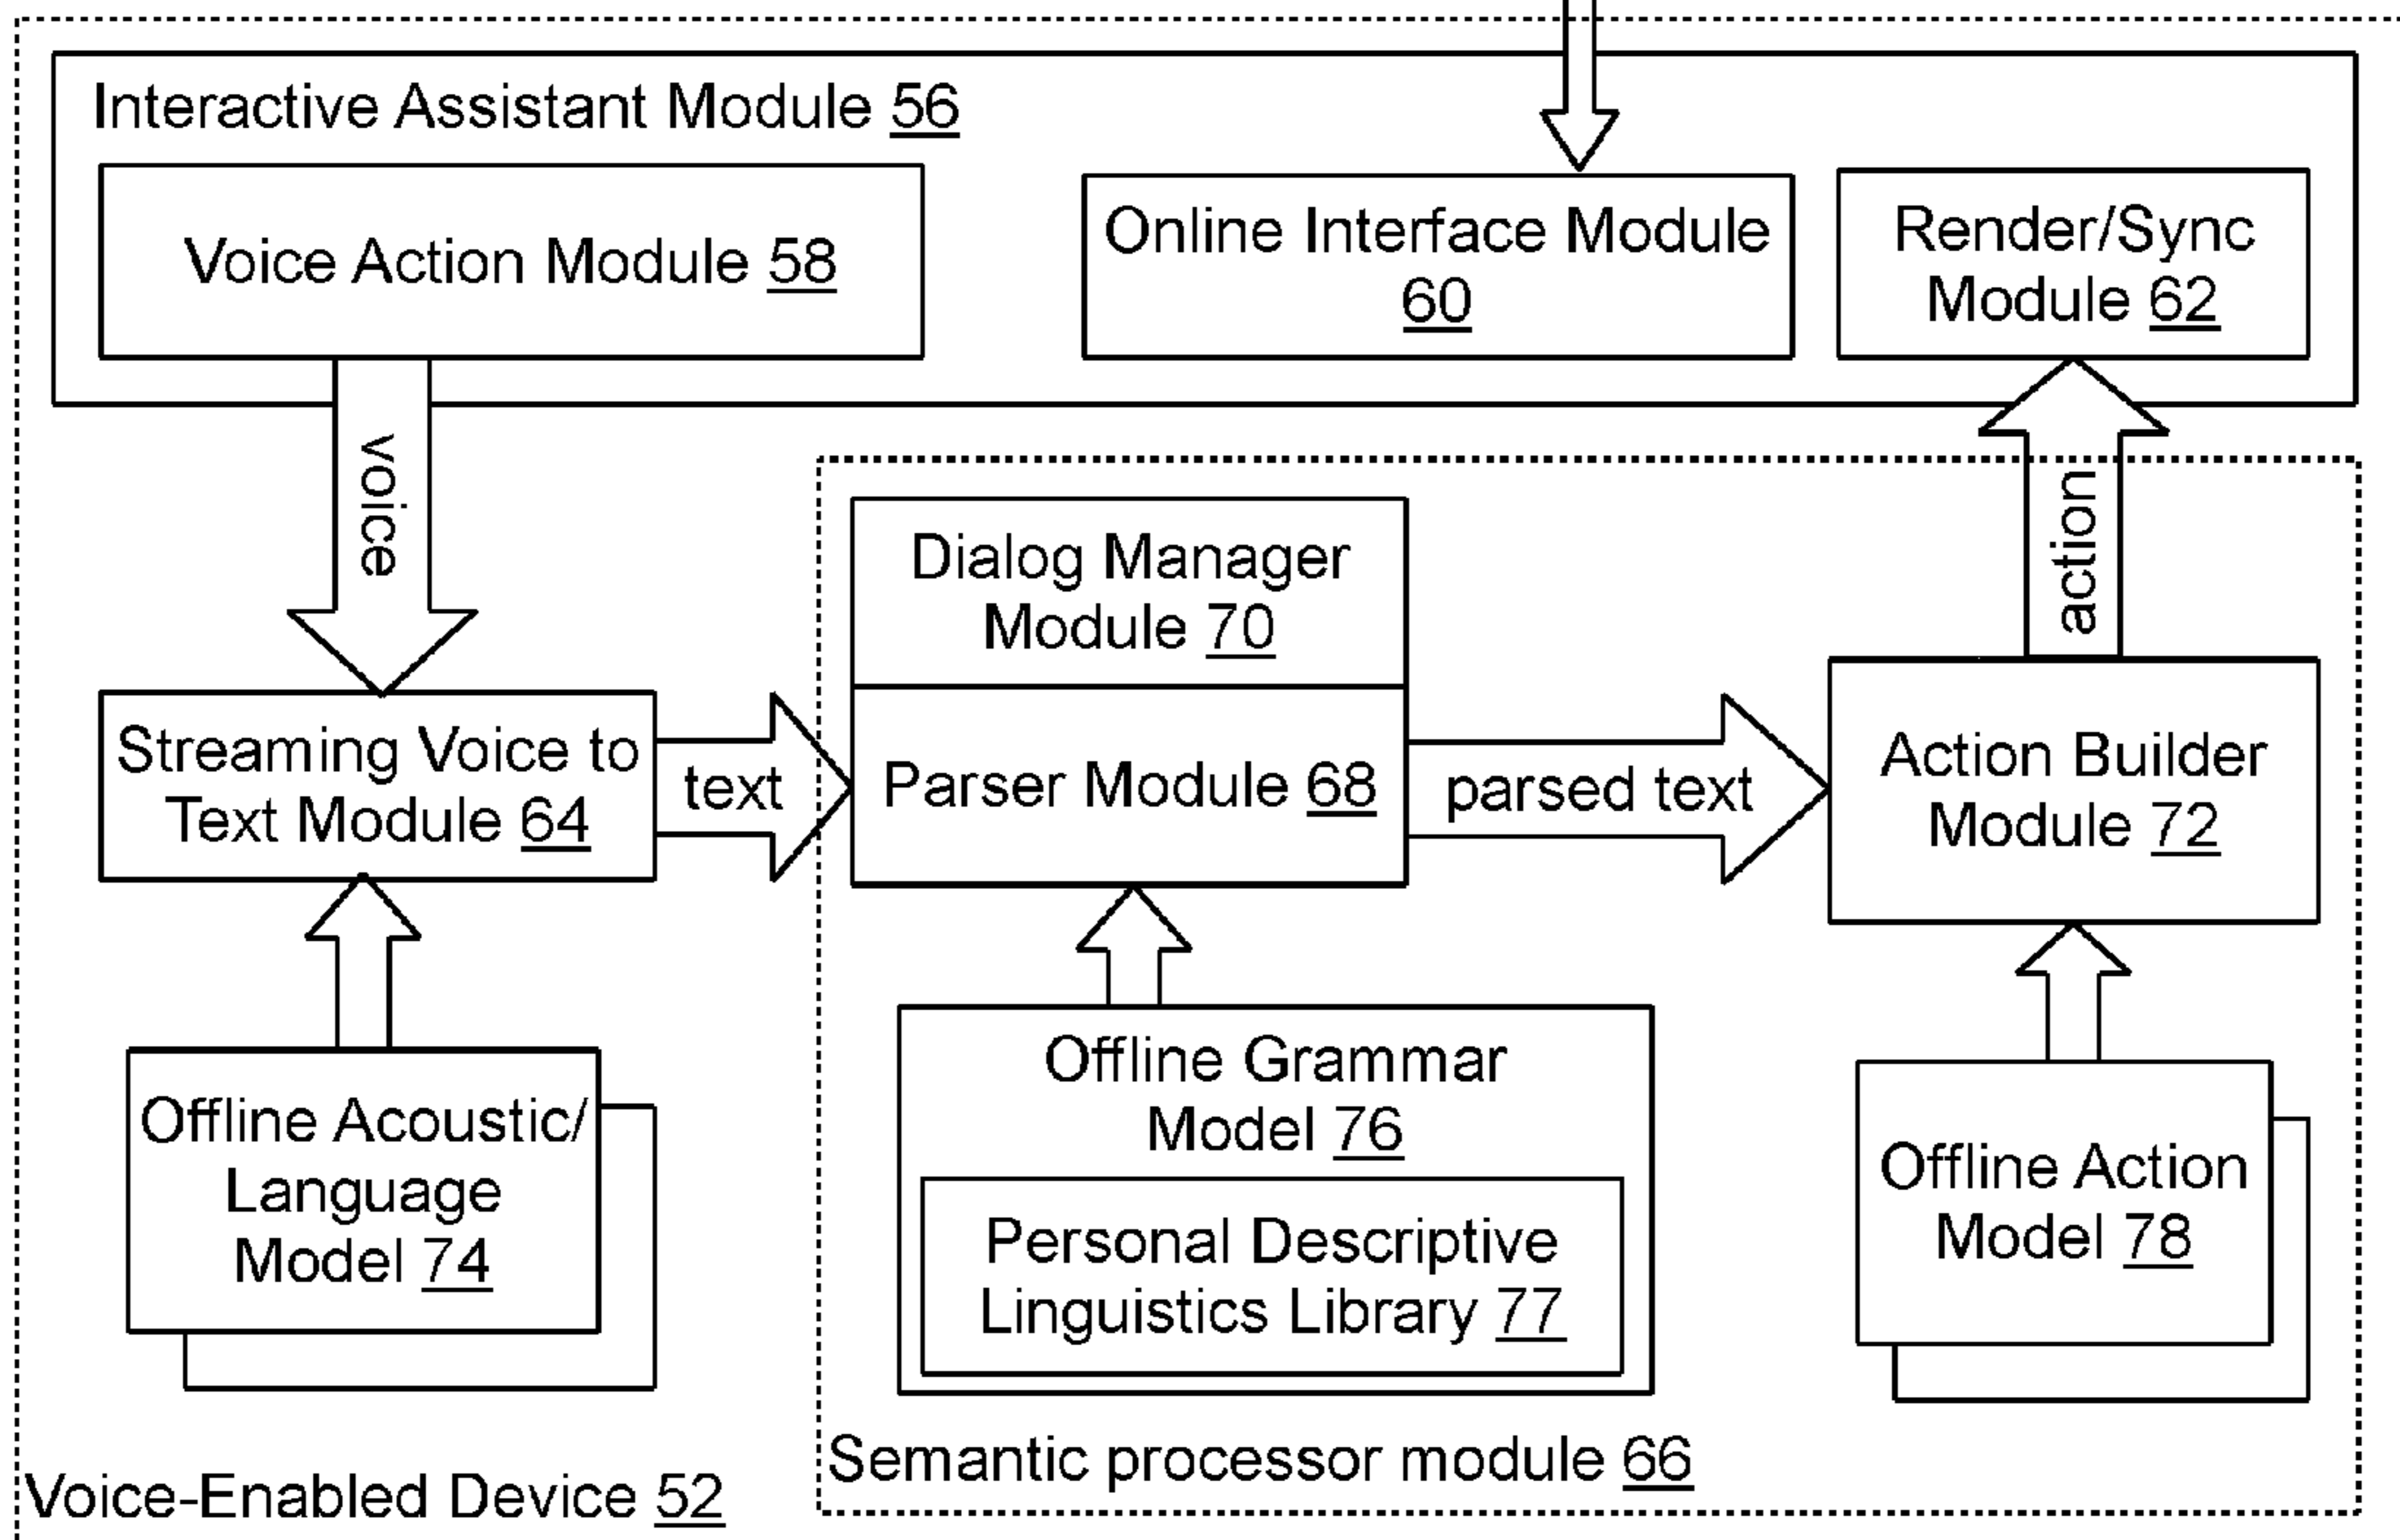 Interactive Assistant Module 56
Voice Action Module 58
Online Interface Module
60
Render/Sync
Module 62
voice
action
Dialog Manager
Module 70
Streaming Voice to
Text Module 64
text
Parser Module 68
parsed text
Action Builder
Module 72
Offline Acoustic/
Language
Model 74
Offline Grammar
Model 76
Personal Descriptive
Linguistics Library 77
Offline Action
Model 78
Semantic processor module 66
Voice-Enabled Device 52